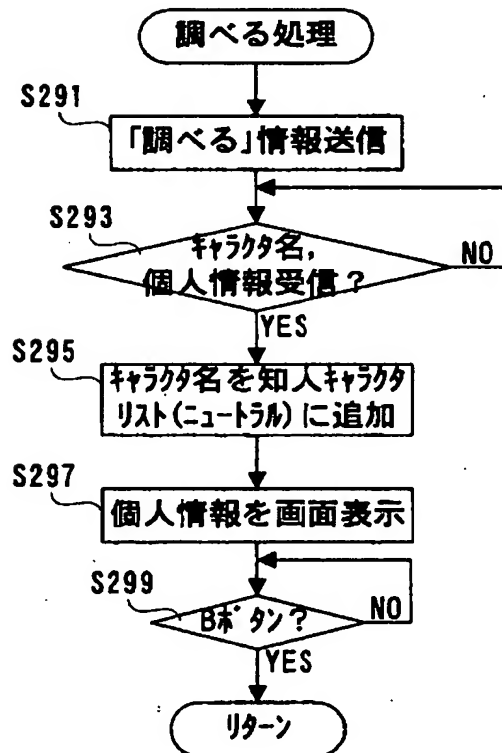 調べる処理
S291
「調べる」情報送信
S293
キャラクタ名,
個人情報受信?
NO
YES
S295
キャラクタ名を知人キャラクタ
リスト(ニュートラル)に追加
S297
個人情報を画面表示
S299
Bボタン?
NO
YES
リターン